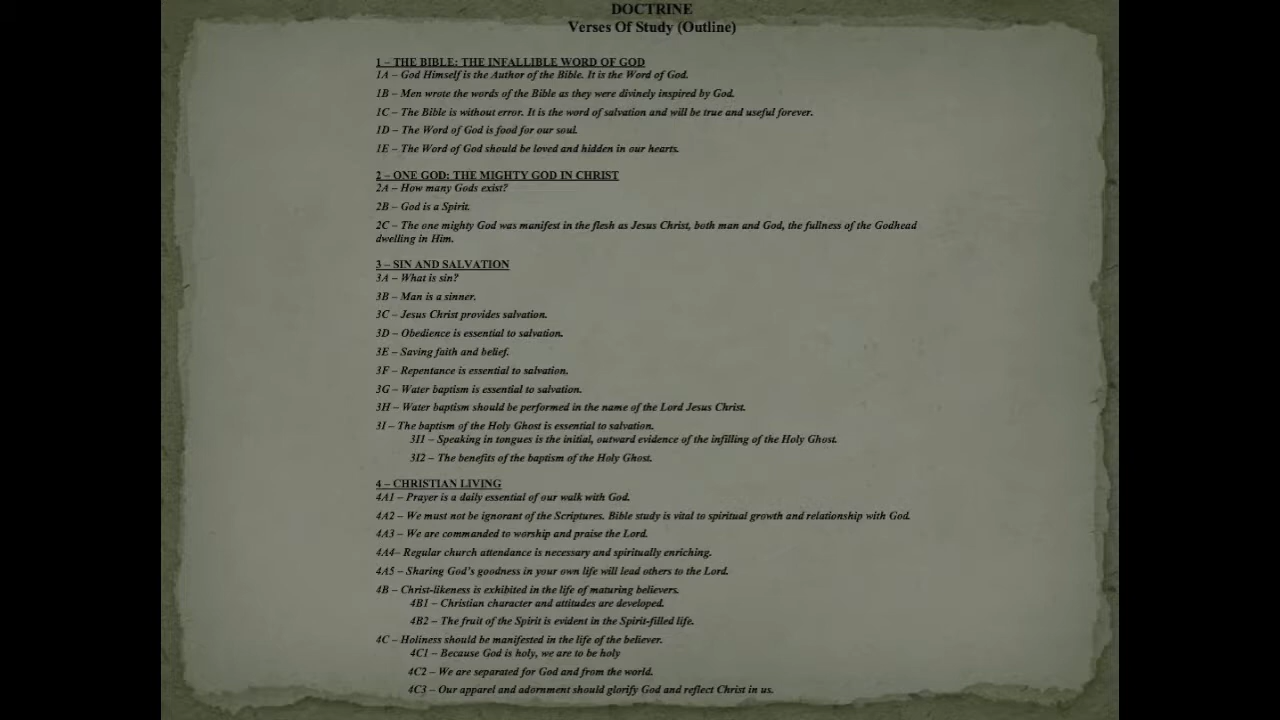 DOCTRINE
Verses Of Study (Outline)
1 – THE BIBLE: THE INFALLIBLE WORD OF GOD
1A – God Himself is the Author of the Bible. It is the Word of God.
1B – Men wrote the words of the Bible as they were divinely inspired by God.
1C – The Bible is without error. It is the word of salvation and will be true and useful forever.
1D – The Word of God is food for our soul.
1E – The Word of God should be loved and hidden in our hearts.
2 – ONE GOD: THE MIGHTY GOD IN CHRIST
2A – How many Gods exist?
2B – God is a Spirit.
2C – The one mighty God was manifest in the flesh as Jesus Christ, both man and God, the fullness of the Godhead
dwelling in Him.
3 – SIN AND SALVATION
3A – What is sin?
3B – Man is a sinner.
3C – Jesus Christ provides salvation.
3D – Obedience is essential to salvation.
3E – Saving faith and belief.
3F – Repentance is essential to salvation.
3G – Water baptism is essential to salvation.
3H – Water baptism should be performed in the name of the Lord Jesus Christ.
3I – The baptism of the Holy Ghost is essential to salvation.
3I1 – Speaking in tongues is the initial, outward evidence of the infilling of the Holy Ghost.
3I2 – The benefits of the baptism of the Holy Ghost.
4 – CHRISTIAN LIVING
4A1 – Prayer is a daily essential of our walk with God.
4A2 – We must not be ignorant of the Scriptures. Bible study is vital to spiritual growth and relationship with God.
4A3 – We are commanded to worship and praise the Lord.
4A4– Regular church attendance is necessary and spiritually enriching.
4A5 – Sharing God's goodness in your own life will lead others to the Lord.
4B – Christ-likeness is exhibited in the life of maturing believers.
4B1 – Christian character and attitudes are developed.
4B2 – The fruit of the Spirit is evident in the Spirit-filled life.
4C – Holiness should be manifested in the life of the believer.
4C1 – Because God is holy, we are to be holy
4C2 – We are separated for God and from the world.
4C3 – Our apparel and adornment should glorify God and reflect Christ in us.